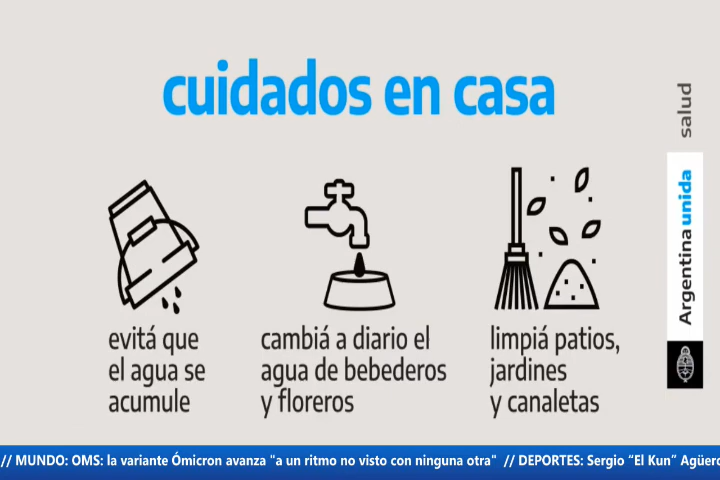 cuidados en casa
evitá que
el agua se
acumule
cambiá a diario el
agua de bebederos
y floreros
limpiá patios,
jardines
y canaletas
salud
Argentina unida
// MUNDO: OMS: la variante Ómicron avanza "a un ritmo no visto con ninguna otra" // DEPORTES: Sergio “El Kun” Agüero